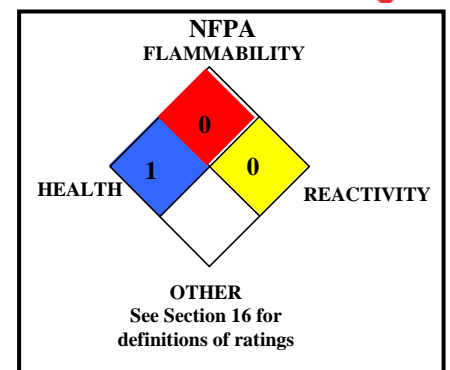 NFPA
FLAMMABILITY
0
1
0
HEALTH
REACTIVITY
OTHER
See Section 16 for
definitions of ratings